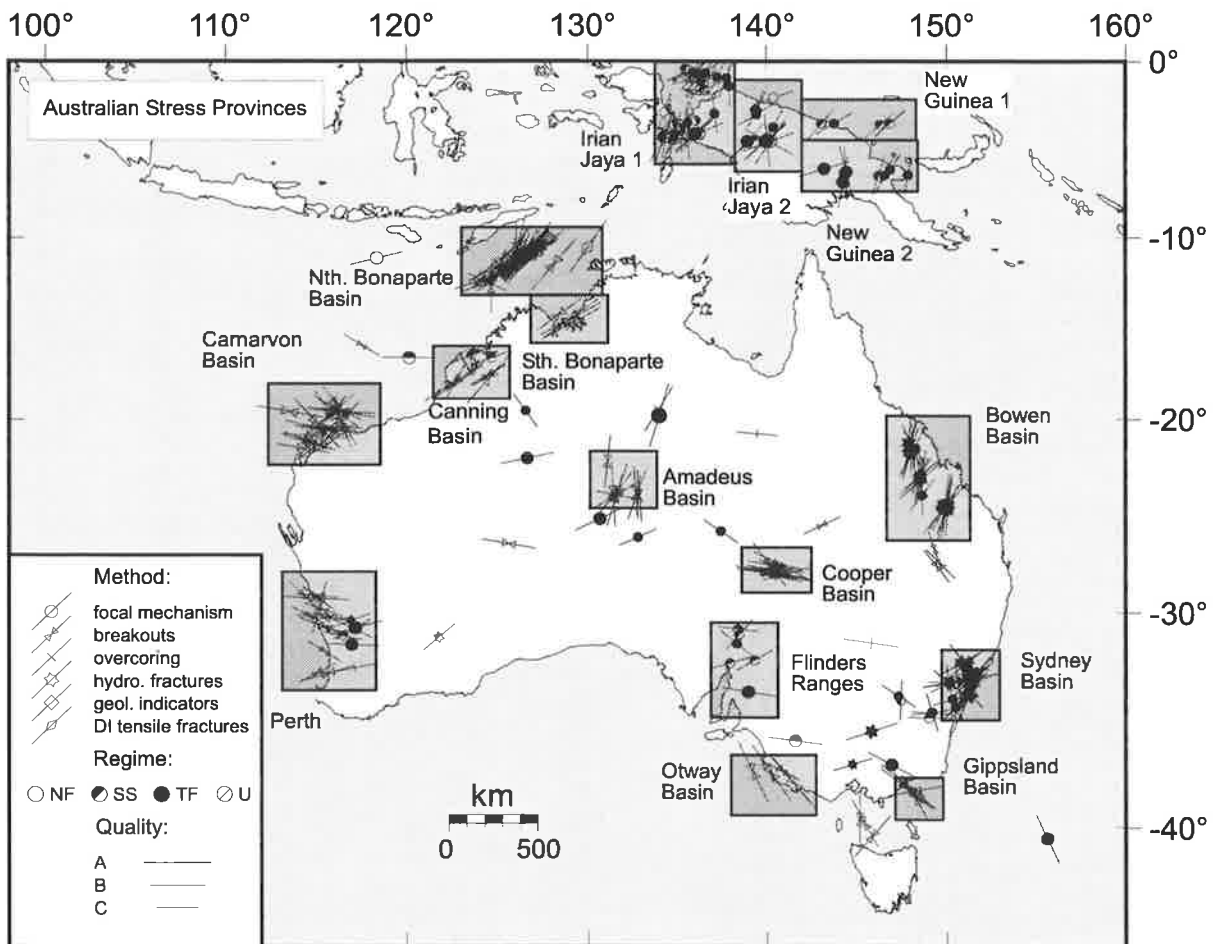 100° 110° 120° 130° 140° 150° 160°
0°
Australian Stress Provinces
New
Guinea 1
Irian
Jaya 1
Irian
Jaya 2
New
Guinea 2
-10°
Nth. Bonaparte
Basin
Carnarvon
Basin
Sth. Bonaparte
Basin
Canning
Basin
-20°
Bowen
Basin
Amadeus
Basin
Cooper
Basin
-30°
Flinders
Ranges
Sydney
Basin
Perth
Otway
Basin
Gippsland
Basin
-40°
km
0 500
Method:
focal mechanism
breakouts
overcoring
hydro. fractures
geol. indicators
DI tensile fractures
Regime:
NF SS TF U
Quality:
A
B
C